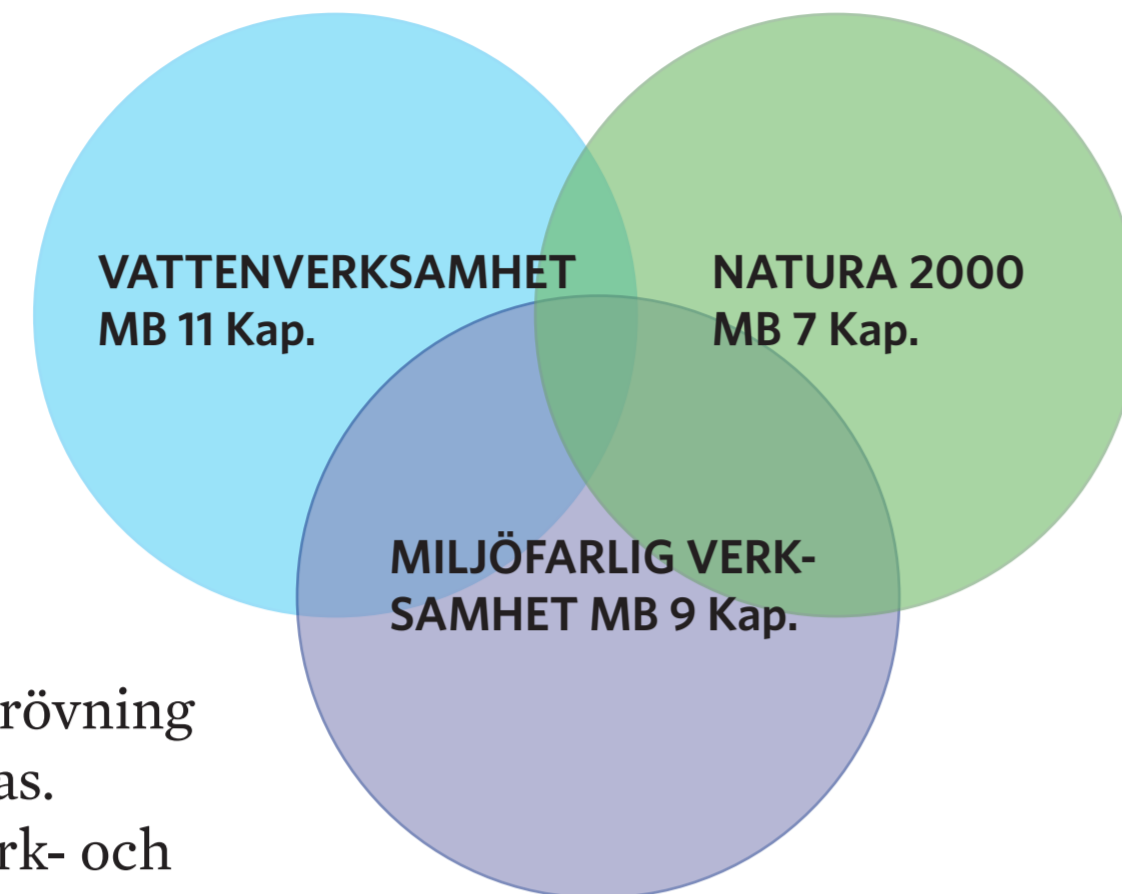 VATTENVERKSAMHET
MB 11 Kap.
NATURA 2000
MB 7 Kap.
MILJÖFARLIG VERK-
SAMHET MB 9 Kap.
rövning
as.
rk- och